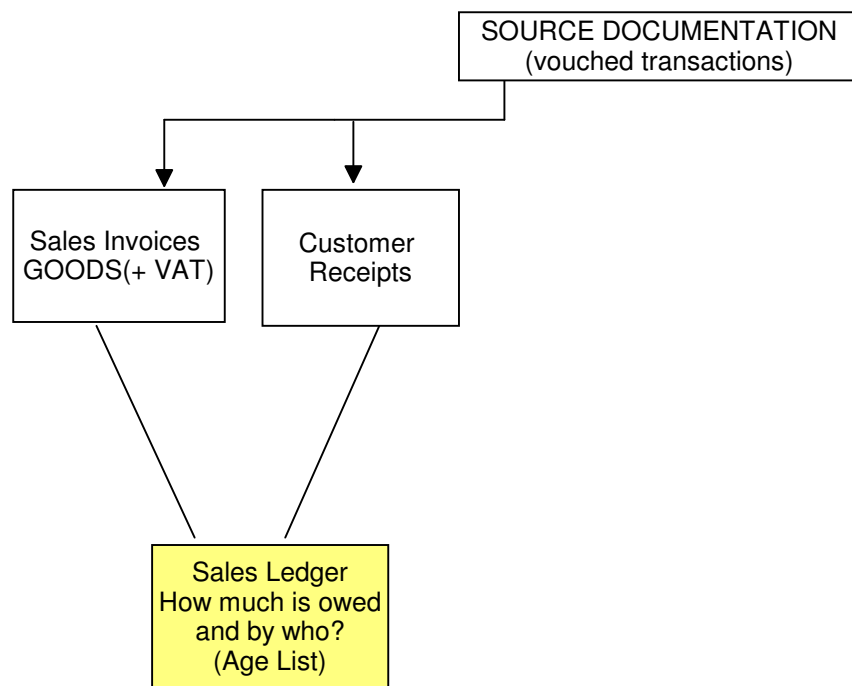 SOURCE DOCUMENTATION
(vouched transactions)
Sales Invoices
GOODS(+ VAT)
Customer
Receipts
Sales Ledger
How much is owed
and by who?
(Age List)